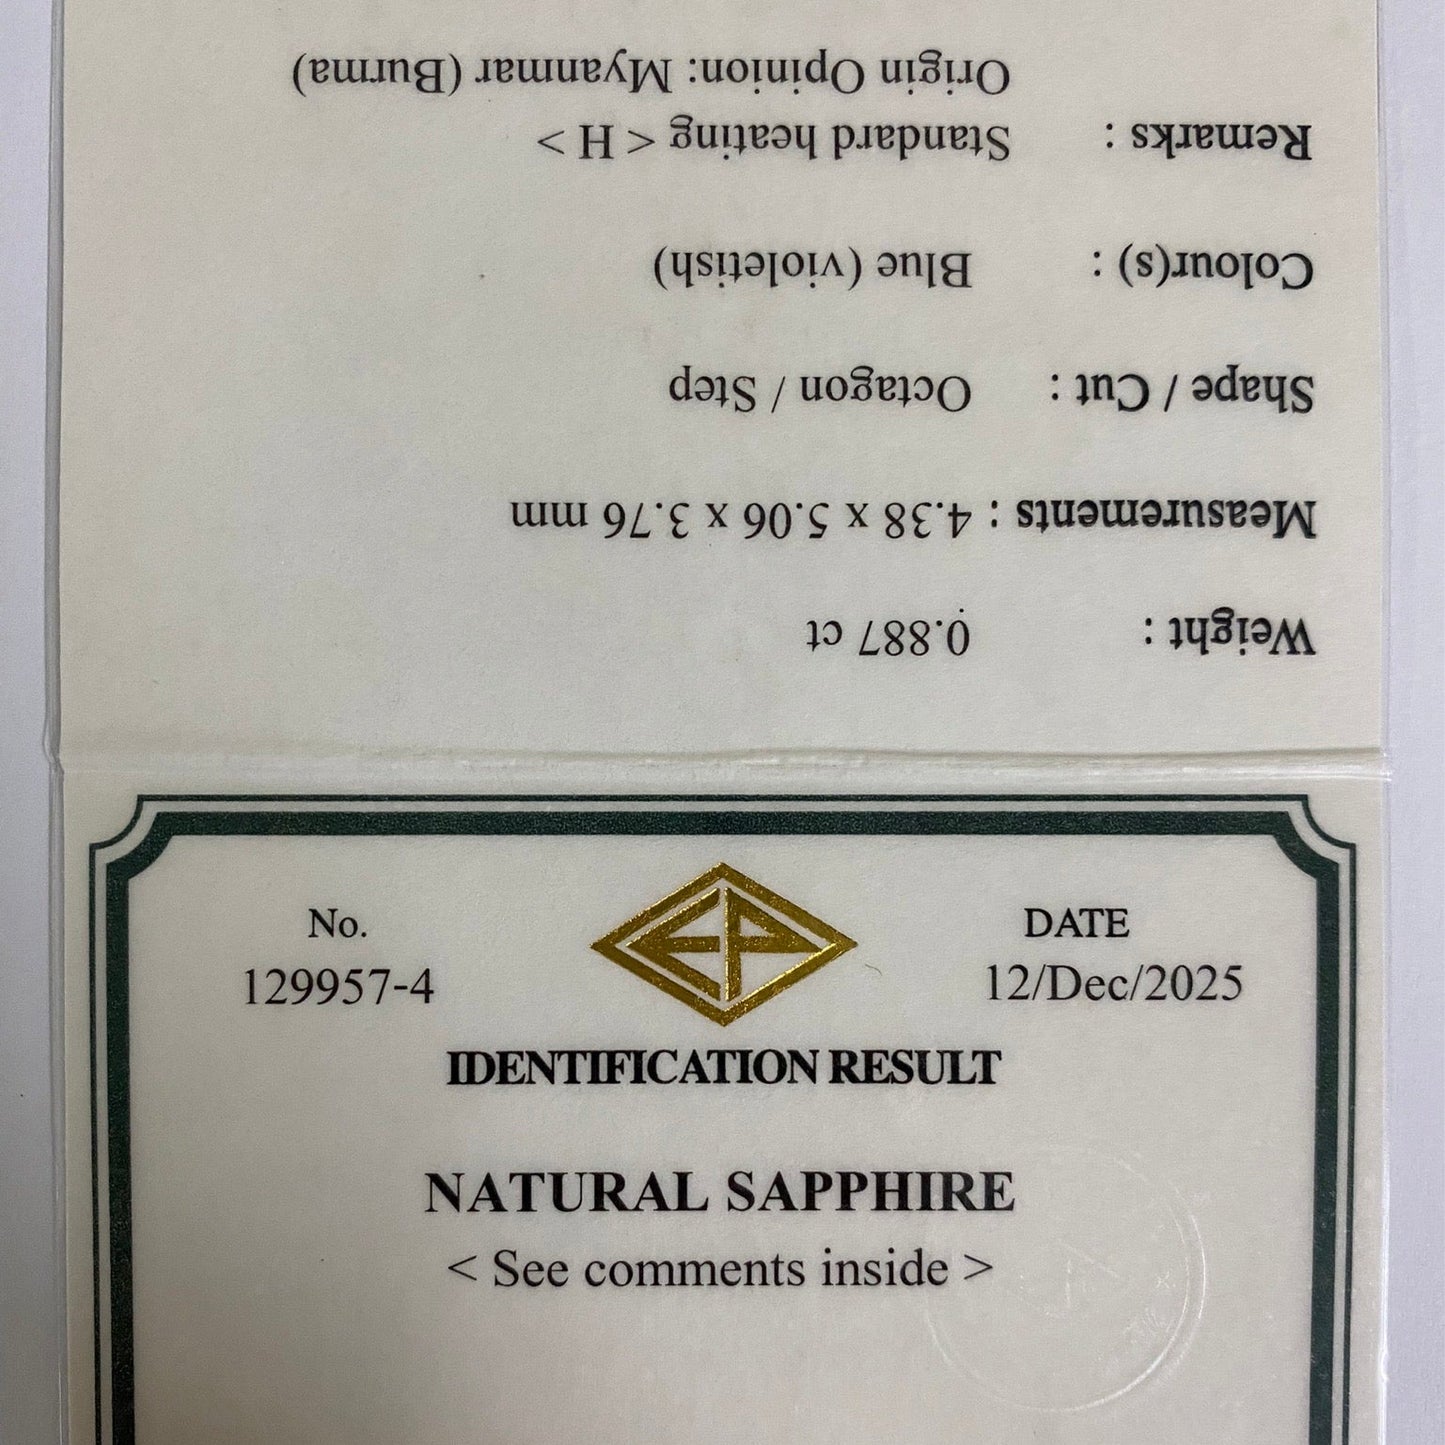 No.
129957-4
EP
DATE
12/Dec/2025
IDENTIFICATION RESULT
NATURAL SAPPHIRE
< See comments inside >
Weight : 0.887 ct
Measurements : 4.38 x 5.06 x 3.76 mm
Shape / Cut : Octagon / Step
Colour(s) : Blue (violetish)
Remarks : Standard heating < H >
Origin Opinion: Myanmar (Burma)